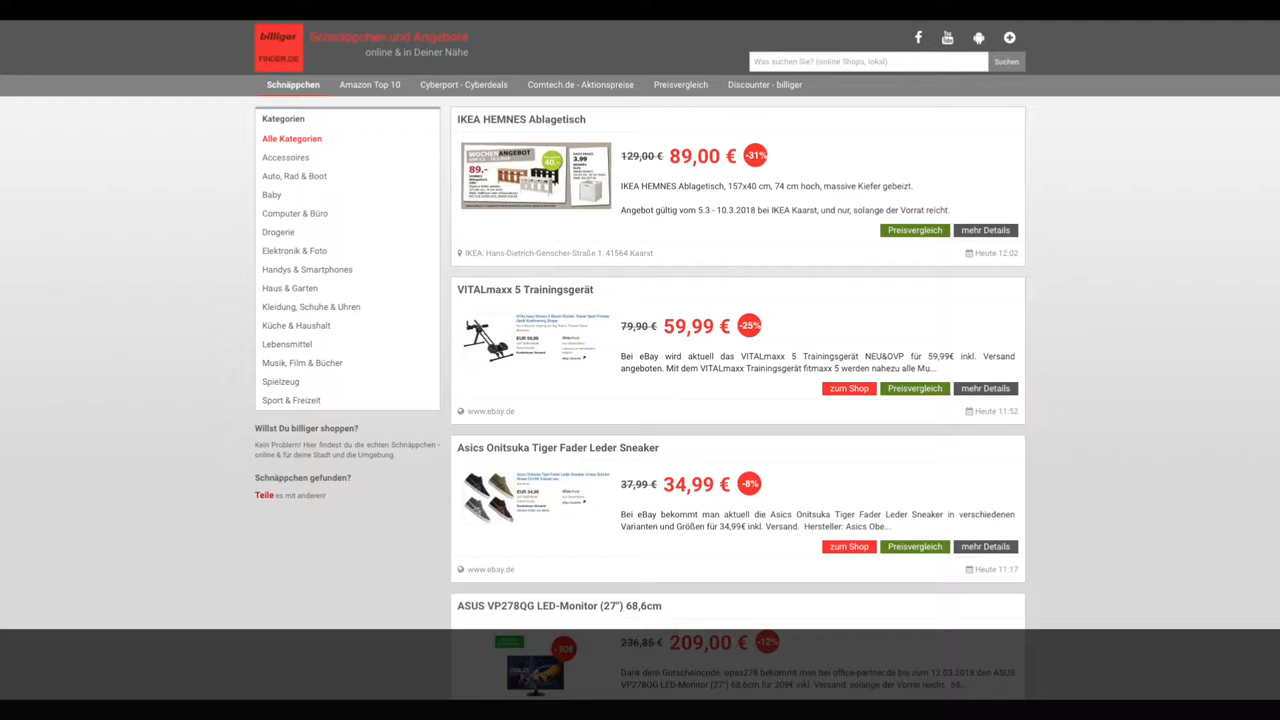 billiger
FINDER.DE
Schnäppchen und Angebote
online & in Deiner Nähe
Was suchen Sie? (online Shops, lokal)
Suchen
Schnäppchen
Amazon Top 10
Cyberport - Cyberdeals
Comtech.de - Aktionspreise
Preisvergleich
Discounter - billiger
Kategorien
Alle Kategorien
Accessoires
Auto, Rad & Boot
Baby
Computer & Büro
Drogerie
Elektronik & Foto
Handys & Smartphones
Haus & Garten
Kleidung, Schuhe & Uhren
Küche & Haushalt
Lebensmittel
Musik, Film & Bücher
Spielzeug
Sport & Freizeit
Willst Du billiger shoppen?
Kein Problem! Hier findest du die echten Schnäppchen -
online & für deine Stadt und die Umgebung.
Schnäppchen gefunden?
Teile es mit anderen!
IKEA HEMNES Ablagetisch
WOCHENANGEBOT
89.-
40,-
3.99
129,00 € 89,00 € -31%
IKEA HEMNES Ablagetisch, 157x40 cm, 74 cm hoch, massive Kiefer gebeizt.
Angebot gültig vom 5.3 - 10.3.2018 bei IKEA Kaarst, und nur, solange der Vorrat reicht.
Preisvergleich
mehr Details
IKEA. Hans-Dietrich-Genscher-Straße 1. 41564 Kaarst
Heute 12:02
VITALmaxx 5 Trainingsgerät
EUR 59,99
79,90 € 59,99 € -25%
Bei eBay wird aktuell das VITALmaxx 5 Trainingsgerät NEU&OVP für 59,99€ inkl. Versand
angeboten. Mit dem VITALmaxx Trainingsgerät fitmaxx 5 werden nahezu alle Mu...
zum Shop
Preisvergleich
mehr Details
www.ebay.de
Heute 11:52
Asics Onitsuka Tiger Fader Leder Sneaker
EUR 34,99
37,99 € 34,99 € -8%
Bei eBay bekommt man aktuell die Asics Onitsuka Tiger Fader Leder Sneaker in verschiedenen
Varianten und Größen für 34,99€ inkl. Versand. Hersteller: Asics Obe...
zum Shop
Preisvergleich
mehr Details
www.ebay.de
Heute 11:17
ASUS VP278QG LED-Monitor (27") 68,6cm
-30€
236,85 € 209,00 € -12%
Dank dem Gutscheincode: opas278 bekommt man bei office-partner.de bis zum 12.03.2018 den ASUS
VP278QG LED-Monitor (27") 68,6cm für 209€ inkl. Versand. solange der Vorrat reicht. 68...